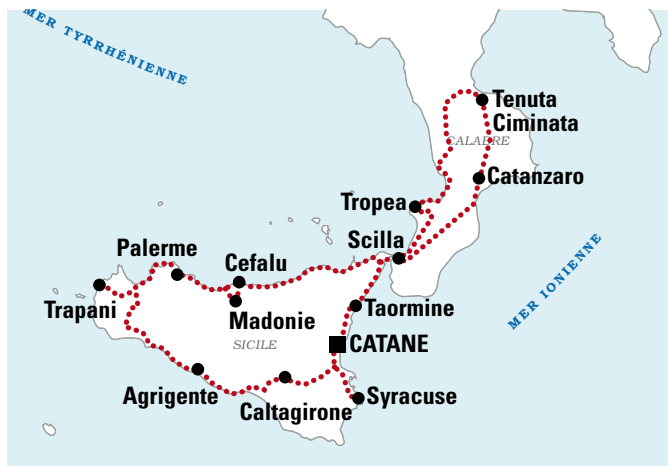 MER TYRRHÉNIENNE
Tenuta
Ciminata
CALABRE
Catanzaro
Tropea
Scilla
MER IONIENNE
Palerme
Cefalu
Trapani
Madonie
Taormine
SICILE
CATANE
Agrigente
Caltagirone
Syracuse